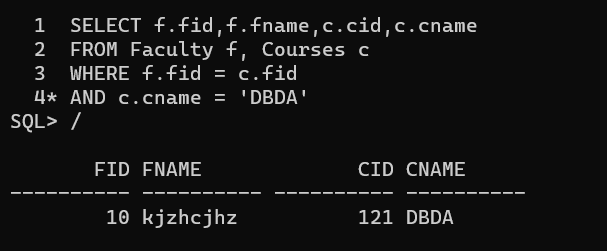 1  SELECT f.fid,f.fname,c.cid,c.cname
  2  FROM Faculty f, Courses c
  3  WHERE f.fid = c.fid
  4* AND c.cname = 'DBDA'
SQL> /
       FID FNAME             CID CNAME
---------- ---------- ---------- ----------
        10 kjzhcjhz          121 DBDA